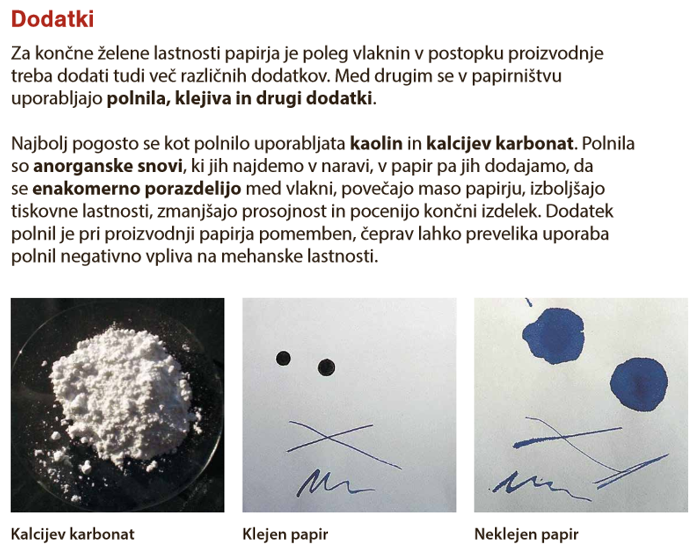 Dodatki
Za končne želene lastnosti papirja je poleg vlaknin v postopku proizvodnje
treba dodati tudi več različnih dodatkov. Med drugim se v papirništvu
uporabljajo polnila, klejiva in drugi dodatki.
Najbolj pogosto se kot polnilo uporabljata kaolin in kalcijev karbonat. Polnila
so anorganske snovi, ki jih najdemo v naravi, v papir pa jih dodajamo, da
se enakomerno porazdelijo med vlakni, povečajo maso papirju, izboljšajo
tiskovne lastnosti, zmanjšajo prosojnost in pocenijo končni izdelek. Dodatek
polnil je pri proizvodnji papirja pomemben, čeprav lahko prevelika uporaba
polnil negativno vpliva na mehanske lastnosti.
Kalcijev karbonat
Klejen papir
Neklejen papir